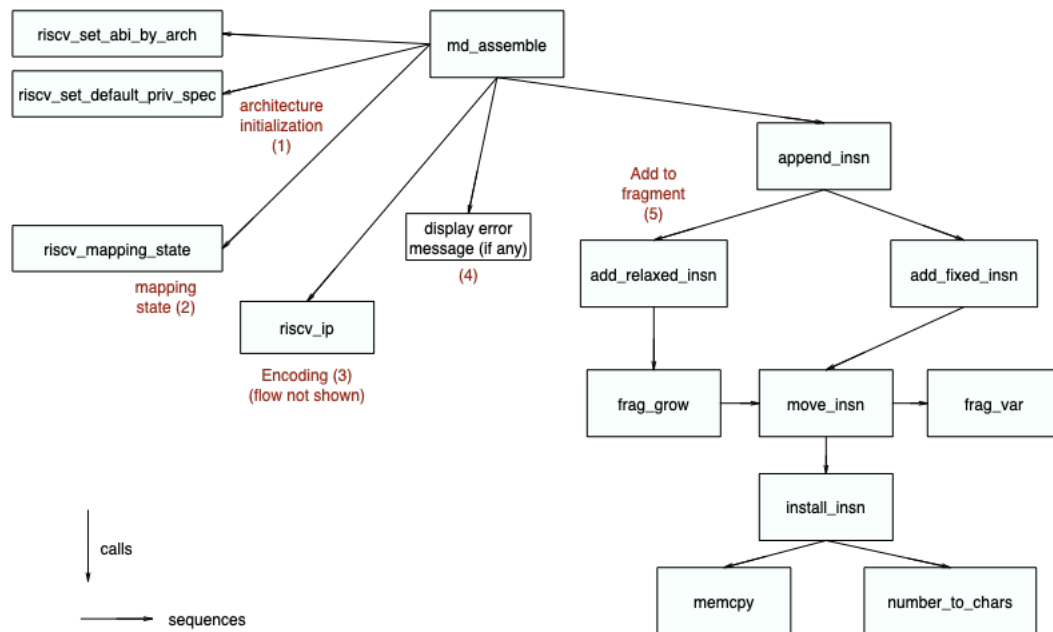 riscv_set_abi_by_arch
md_assemble
riscv_set_default_priv_spec
architecture
initialization
(1)
append_insn
Add to
fragment
(5)
display error
message (if any)
(4)
riscv_mapping_state
mapping
state (2)
add_relaxed_insn
add_fixed_insn
riscv_ip
Encoding (3)
(flow not shown)
frag_grow
move_insn
frag_var
install_insn
calls
memcpy
number_to_chars
sequences